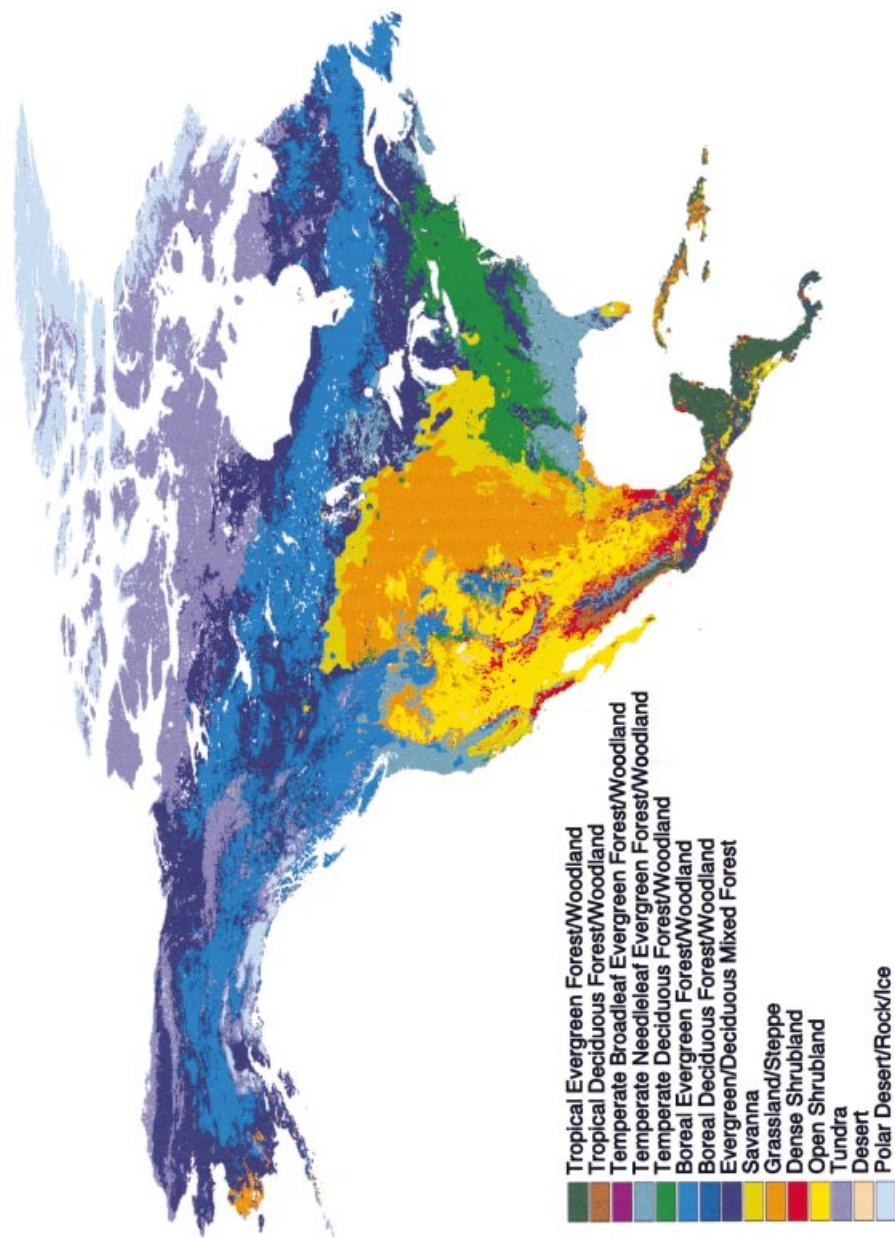 Tropical Evergreen Forest/Woodland
Tropical Deciduous Forest/Woodland
Temperate Broadleaf Evergreen Forest/Woodland
Temperate Needleleaf Evergreen Forest/Woodland
Temperate Deciduous Forest/Woodland
Boreal Evergreen Forest/Woodland
Boreal Deciduous Forest/Woodland
Evergreen/Deciduous Mixed Forest
Savanna
Grassland/Steppe
Dense Shrubland
Open Shrubland
Tundra
Desert
Polar Desert/Rock/Ice